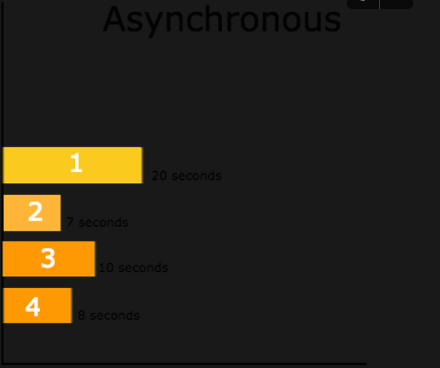 Asynchronous
1
20 seconds
2
7 seconds
3
10 seconds
4
8 seconds